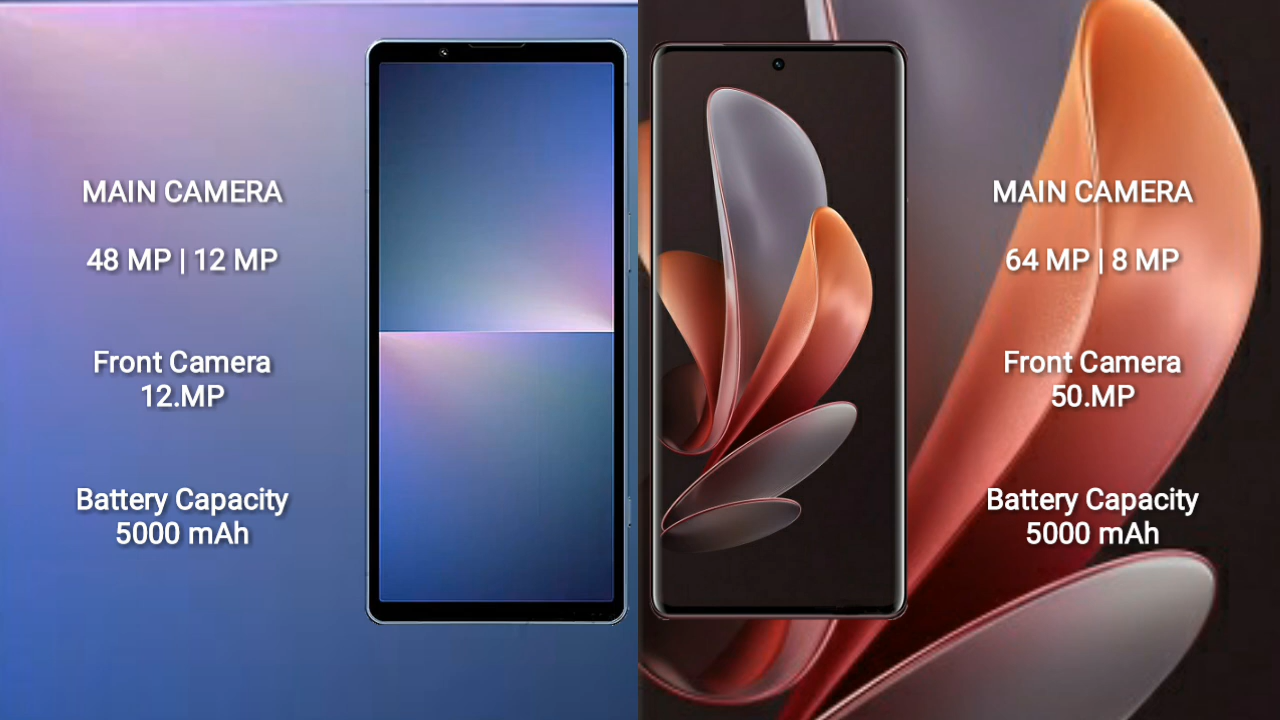 MAIN CAMERA
48 MP | 12 MP
Front Camera
12.MP
Battery Capacity
5000 mAh
MAIN CAMERA
64 MP | 8 MP
Front Camera
50.MP
Battery Capacity
5000 mAh